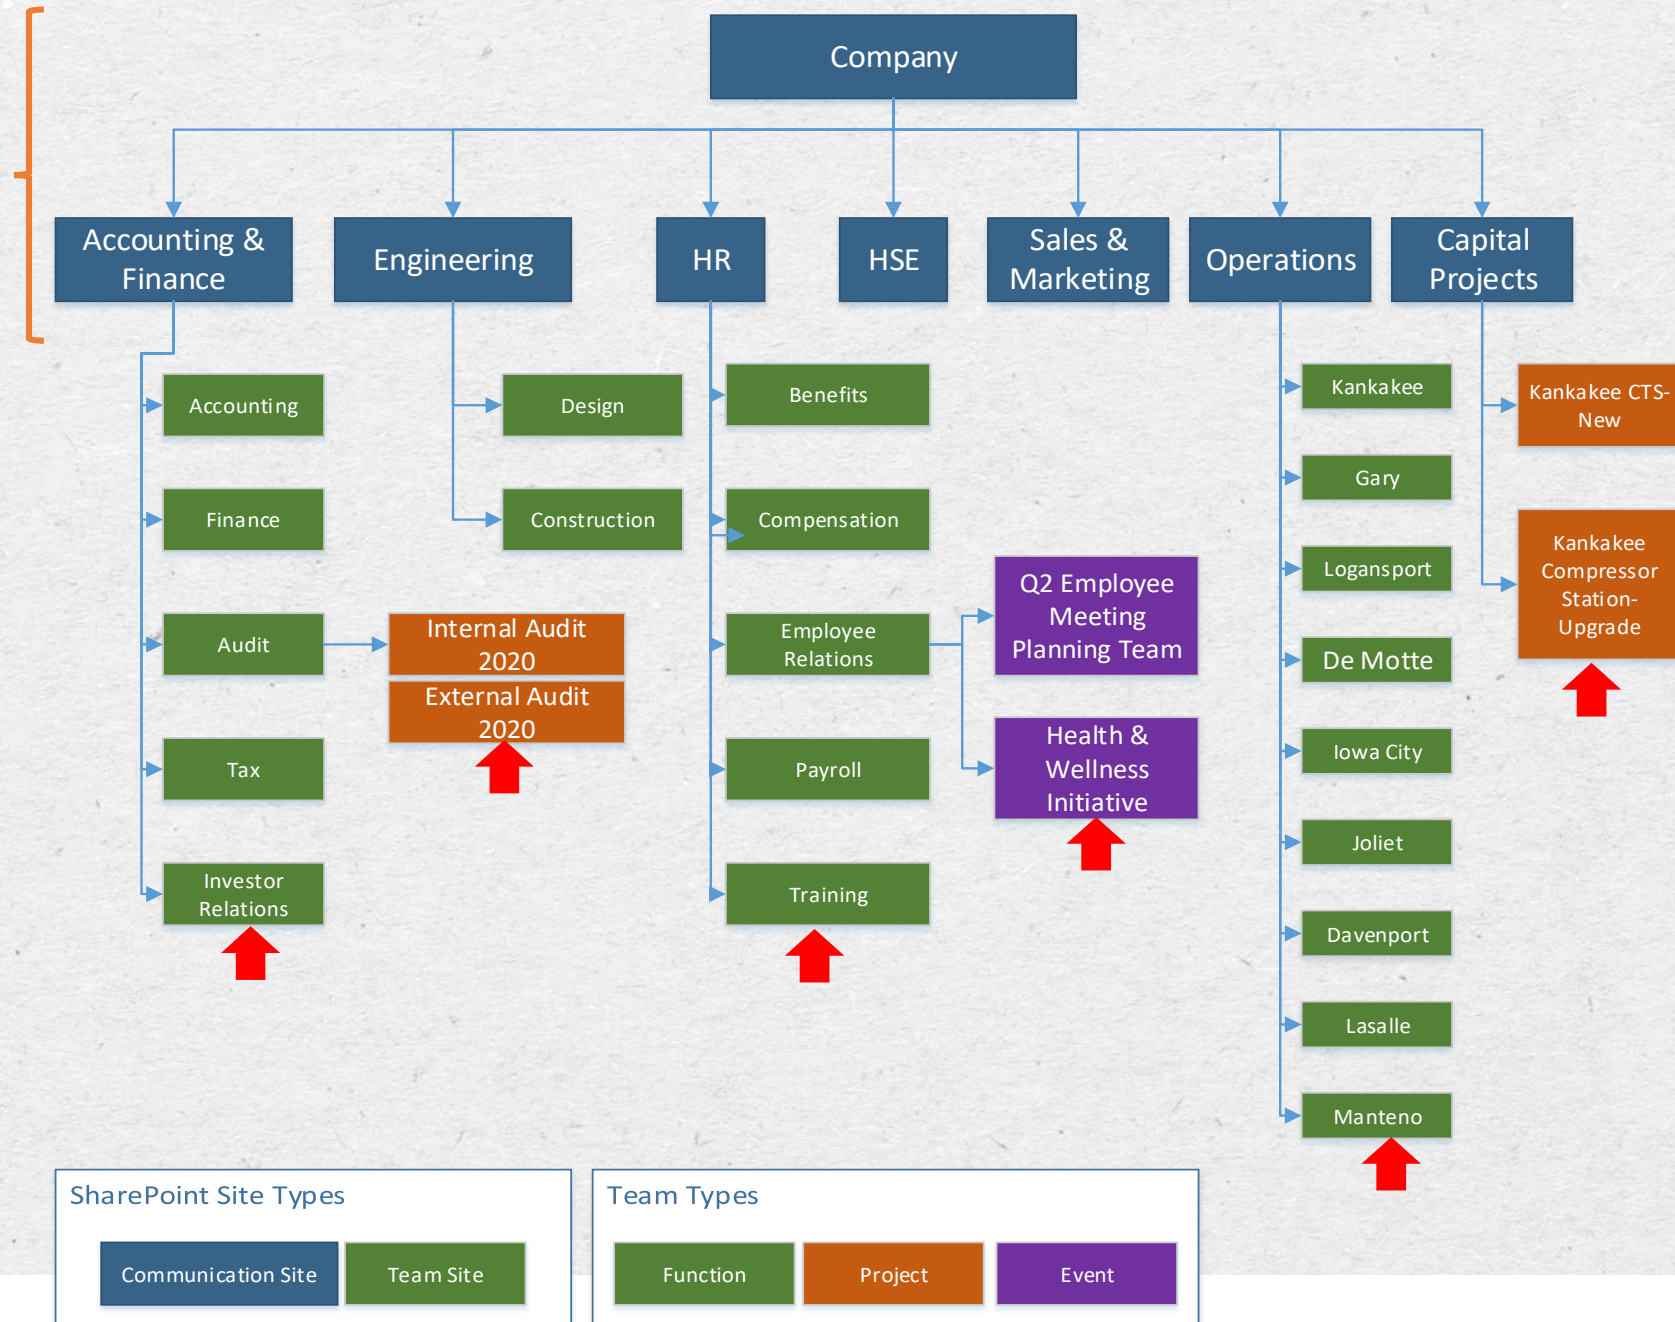 Company
Accounting &
Finance
Engineering
HR
HSE
Sales &
Marketing
Operations
Capital
Projects
Accounting
Finance
Audit
Tax
Investor
Relations
Internal Audit
2020
External Audit
2020
Design
Construction
Benefits
Compensation
Employee
Relations
Payroll
Training
Q2 Employee
Meeting
Planning Team
Health &
Wellness
Initiative
Kankakee
Gary
Logansport
De Motte
Iowa City
Joliet
Davenport
Lasalle
Manteno
Kankakee CTS-
New
Kankakee
Compressor
Station-
Upgrade
SharePoint Site Types
Communication Site
Team Site
Team Types
Function
Project
Event